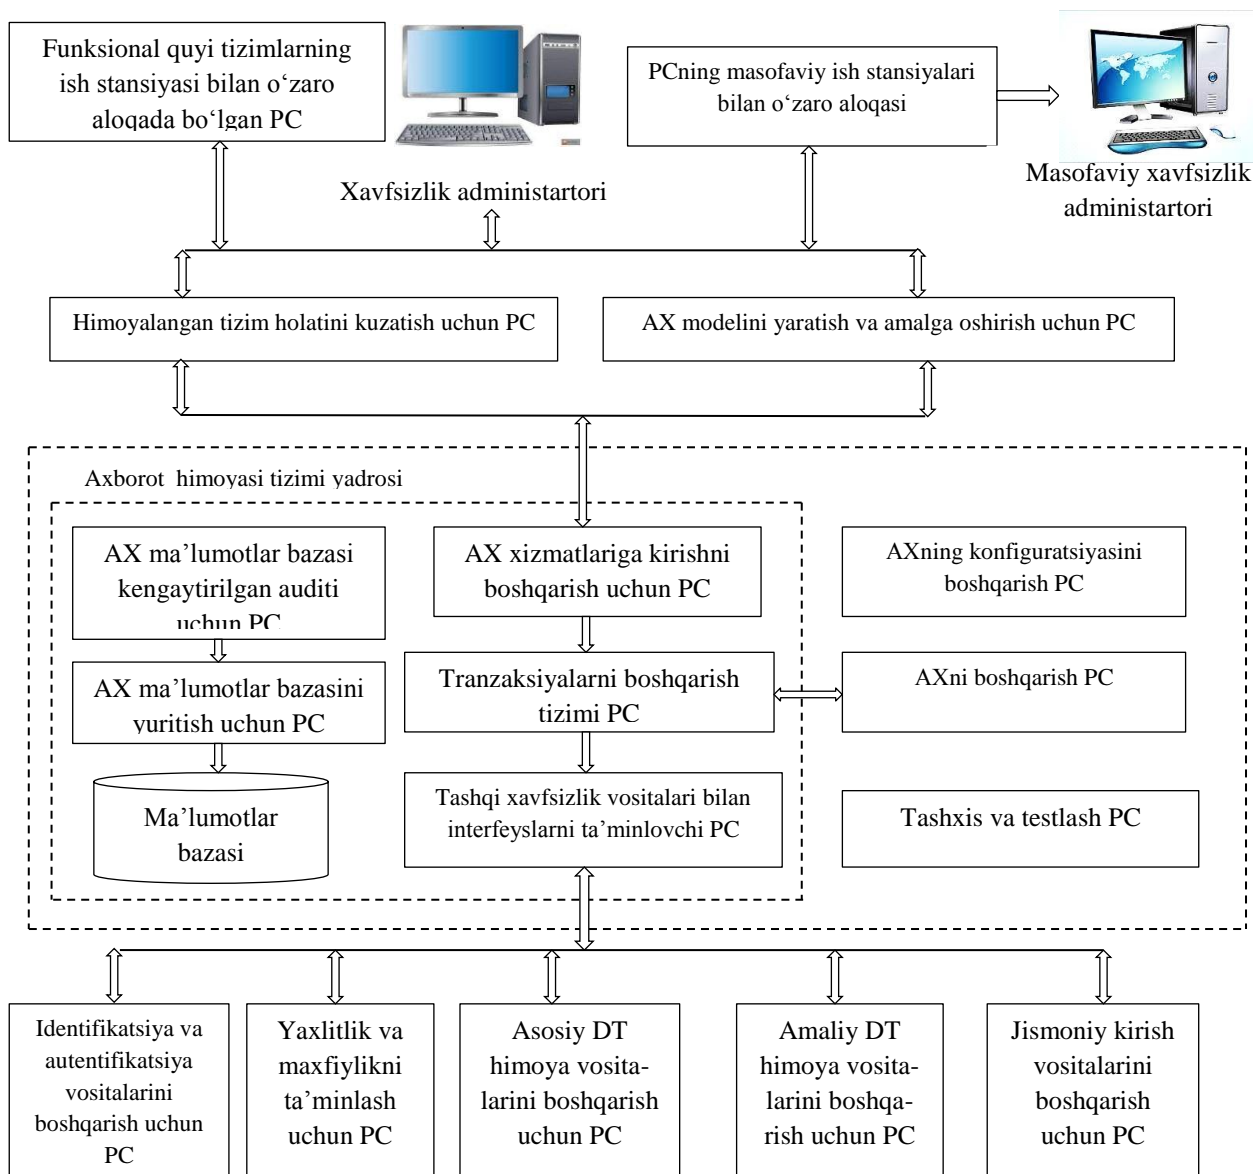 Funksional quyi tizimlarning
ish stansiyasi bilan o‘zaro
aloqada bo‘lgan PC
PCning masofaviy ish stansiyalari
bilan o‘zaro aloqasi
Xavfsizlik administartori
Masofaviy xavfsizlik
administartori
Himoyalangan tizim holatini kuzatish uchun PC
AX modelini yaratish va amalga oshirish uchun PC
Axborot himoyasi tizimi yadrosi
AX ma’lumotlar bazasi
kengaytirilgan auditi
uchun PC
AX xizmatlariga kirishni
boshqarish uchun PC
AXning konfiguratsiyasini
boshqarish PC
AX ma’lumotlar bazasini
yuritish uchun PC
Tranzaksiyalarni boshqarish
tizimi PC
AXni boshqarish PC
Ma’lumotlar
bazasi
Tashqi xavfsizlik vositalari bilan
interfeyslarni ta’minlovchi PC
Tashxis va testlash PC
Identifikatsiya va
autentifikatsiya
vositalarini
boshqarish uchun
PC
Yaxlitlik va
maxfiylikni
ta’minlash
uchun PC
Asosiy DT
himoya vosita-
larini boshqarish
uchun PC
Amaliy DT
himoya vosita-
larini boshqa-
rish uchun PC
Jismoniy kirish
vositalarini
boshqarish
uchun PC